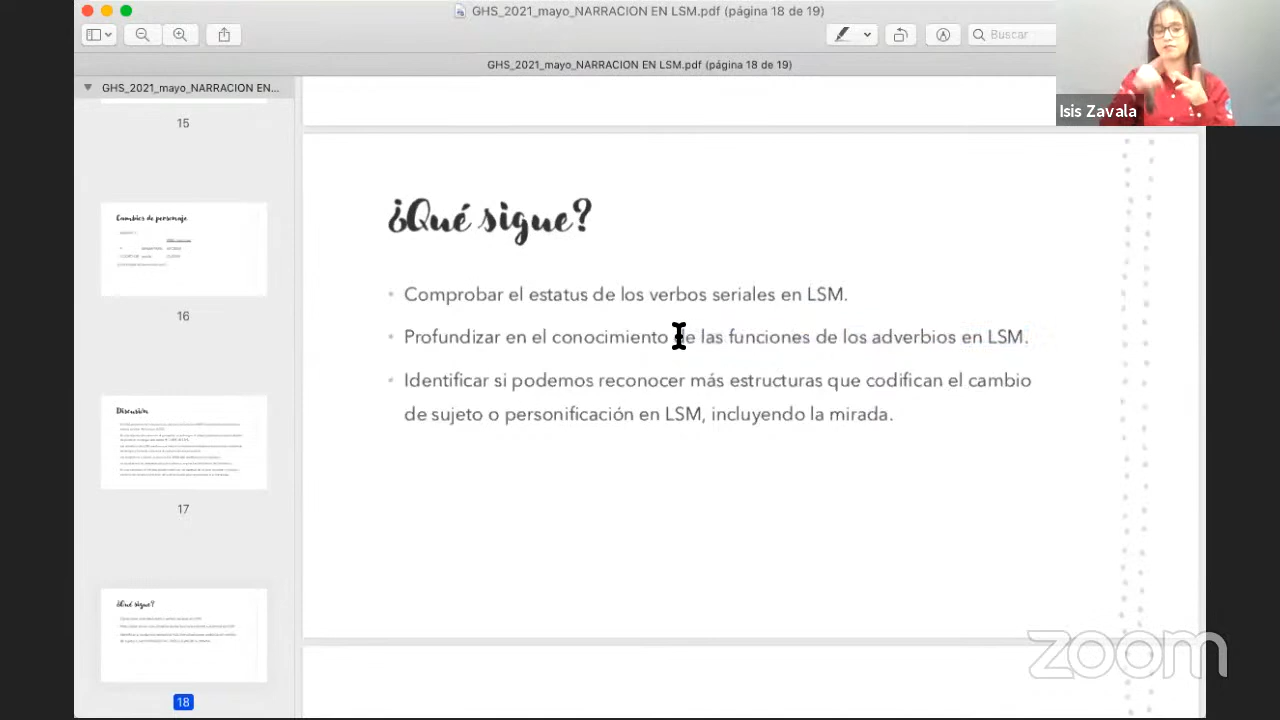 GHS_2021_mayo_NARRACION EN LSM.pdf (página 18 de 19)
Buscar
GHS_2021_mayo_NARRACION EN LSM.pdf (página 18 de 19)
GHS_2021_mayo_NARRACION EN...
Isis Zavala
15
Cambios de personaje
16
Discusión
17
¿Qué sigue?
18
¿Qué sigue?
• Comprobar el estatus de los verbos seriales en LSM.
• Profundizar en el conocimiento de las funciones de los adverbios en LSM.
• Identificar si podemos reconocer más estructuras que codifican el cambio
de sujeto o personificación en LSM, incluyendo la mirada.
zoom